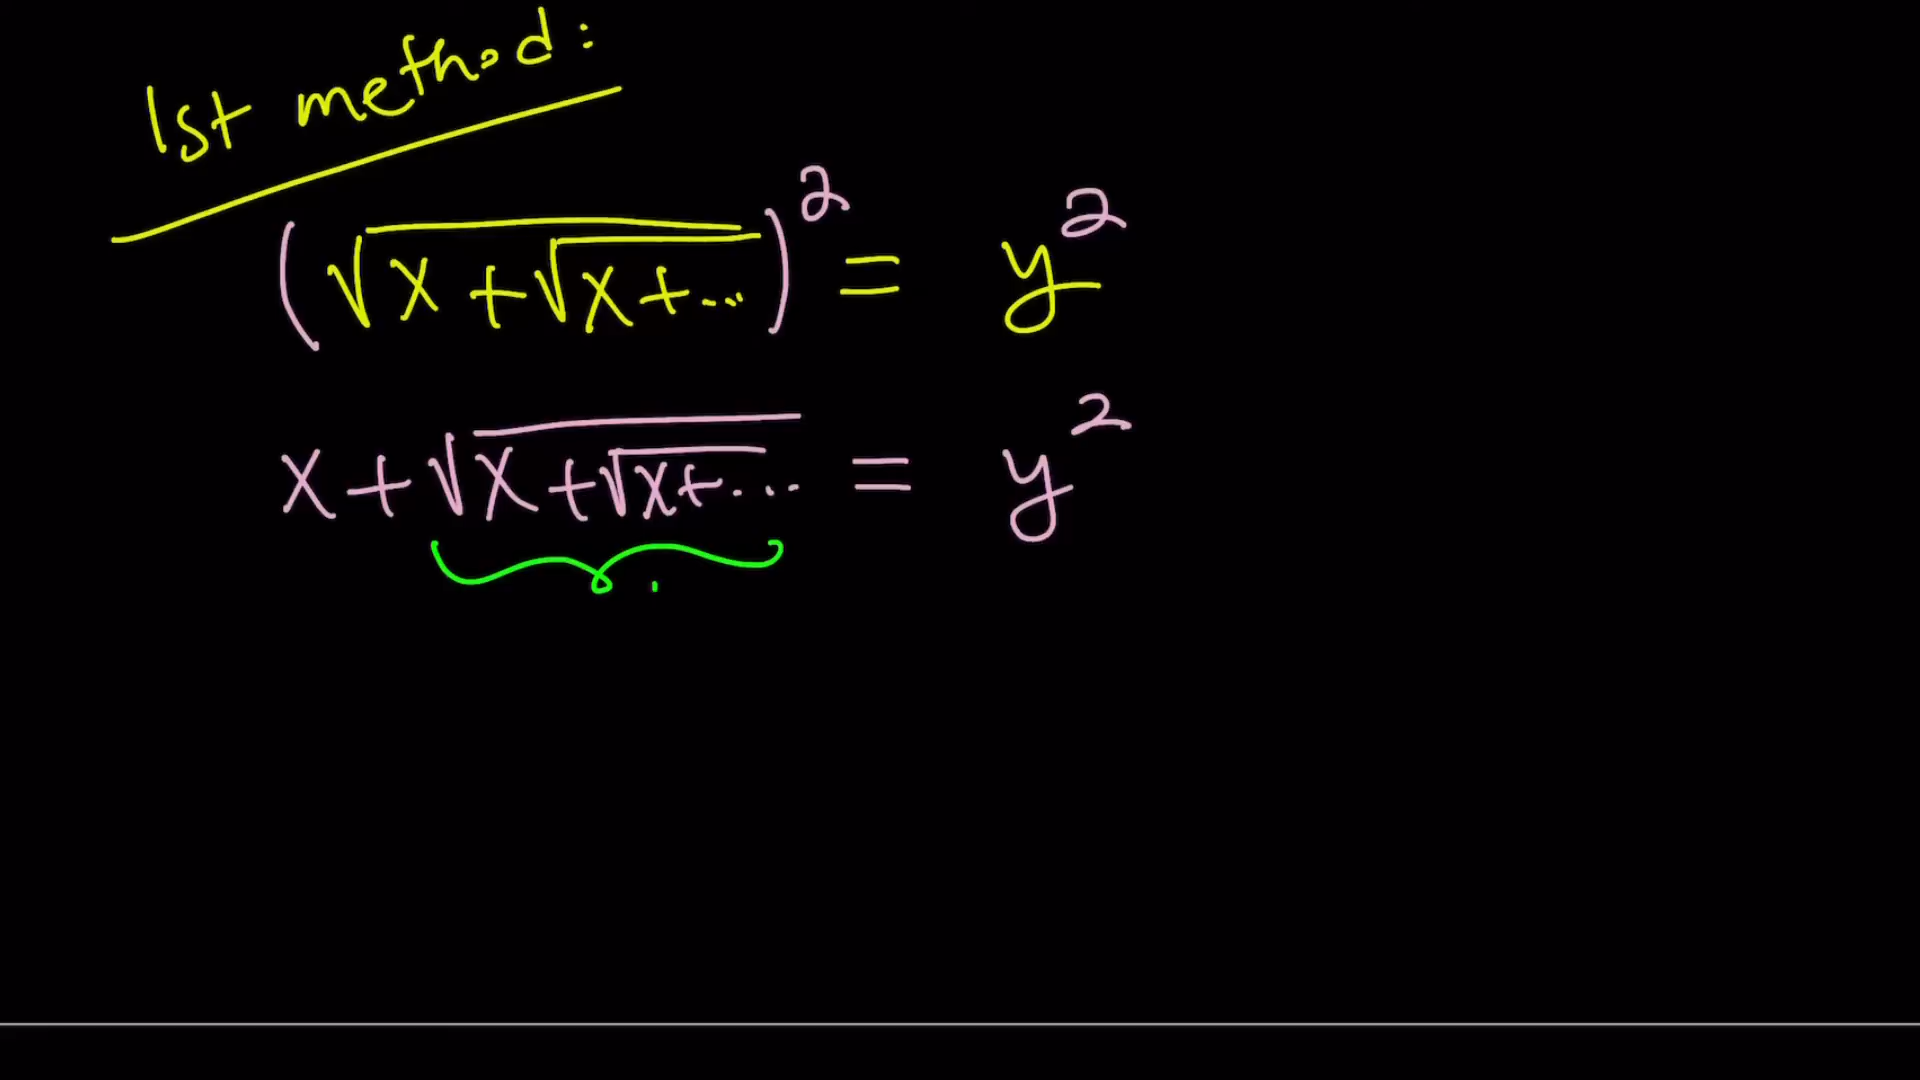 1st method:
(√(x+√(x+...)))² = y²
x+√(x+√(x+...)) = y²